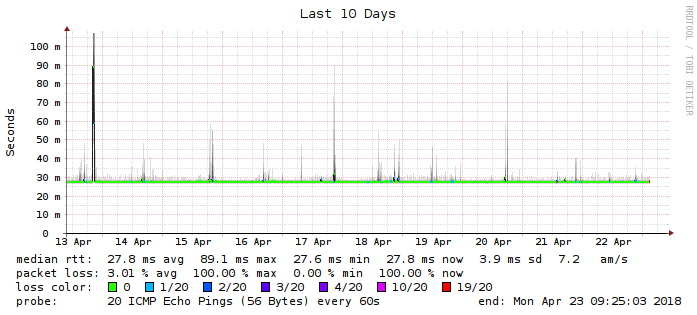 Last 10 Days
RRDTOOL / TOBI OETIKER
Seconds
100 m
90 m
80 m
70 m
60 m
50 m
40 m
30 m
20 m
10 m
0
13 Apr 14 Apr 15 Apr 16 Apr 17 Apr 18 Apr 19 Apr 20 Apr 21 Apr 22 Apr
median rtt: 27.8 ms avg 89.1 ms max 27.6 ms min 27.8 ms now 3.9 ms sd 7.2 am/s
packet loss: 3.01 % avg 100.00 % max 0.00 % min 100.00 % now
loss color: 0 1/20 2/20 3/20 4/20 10/20 19/20
probe: 20 ICMP Echo Pings (56 Bytes) every 60s end: Mon Apr 23 09:25:03 2018